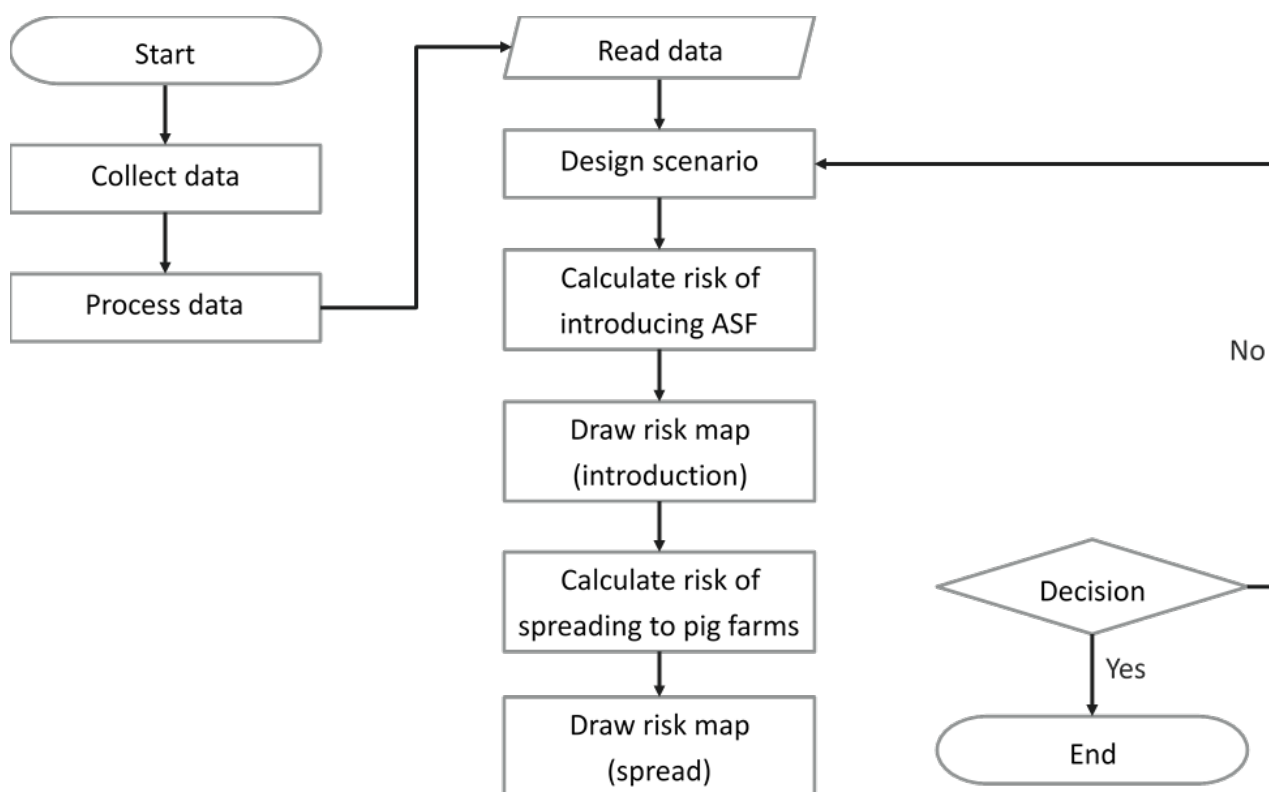 Start
Collect data
Process data
Read data
Design scenario
Calculate risk of
introducing ASF
Draw risk map
(introduction)
Calculate risk of
spreading to pig farms
Draw risk map
(spread)
No
Decision
Yes
End